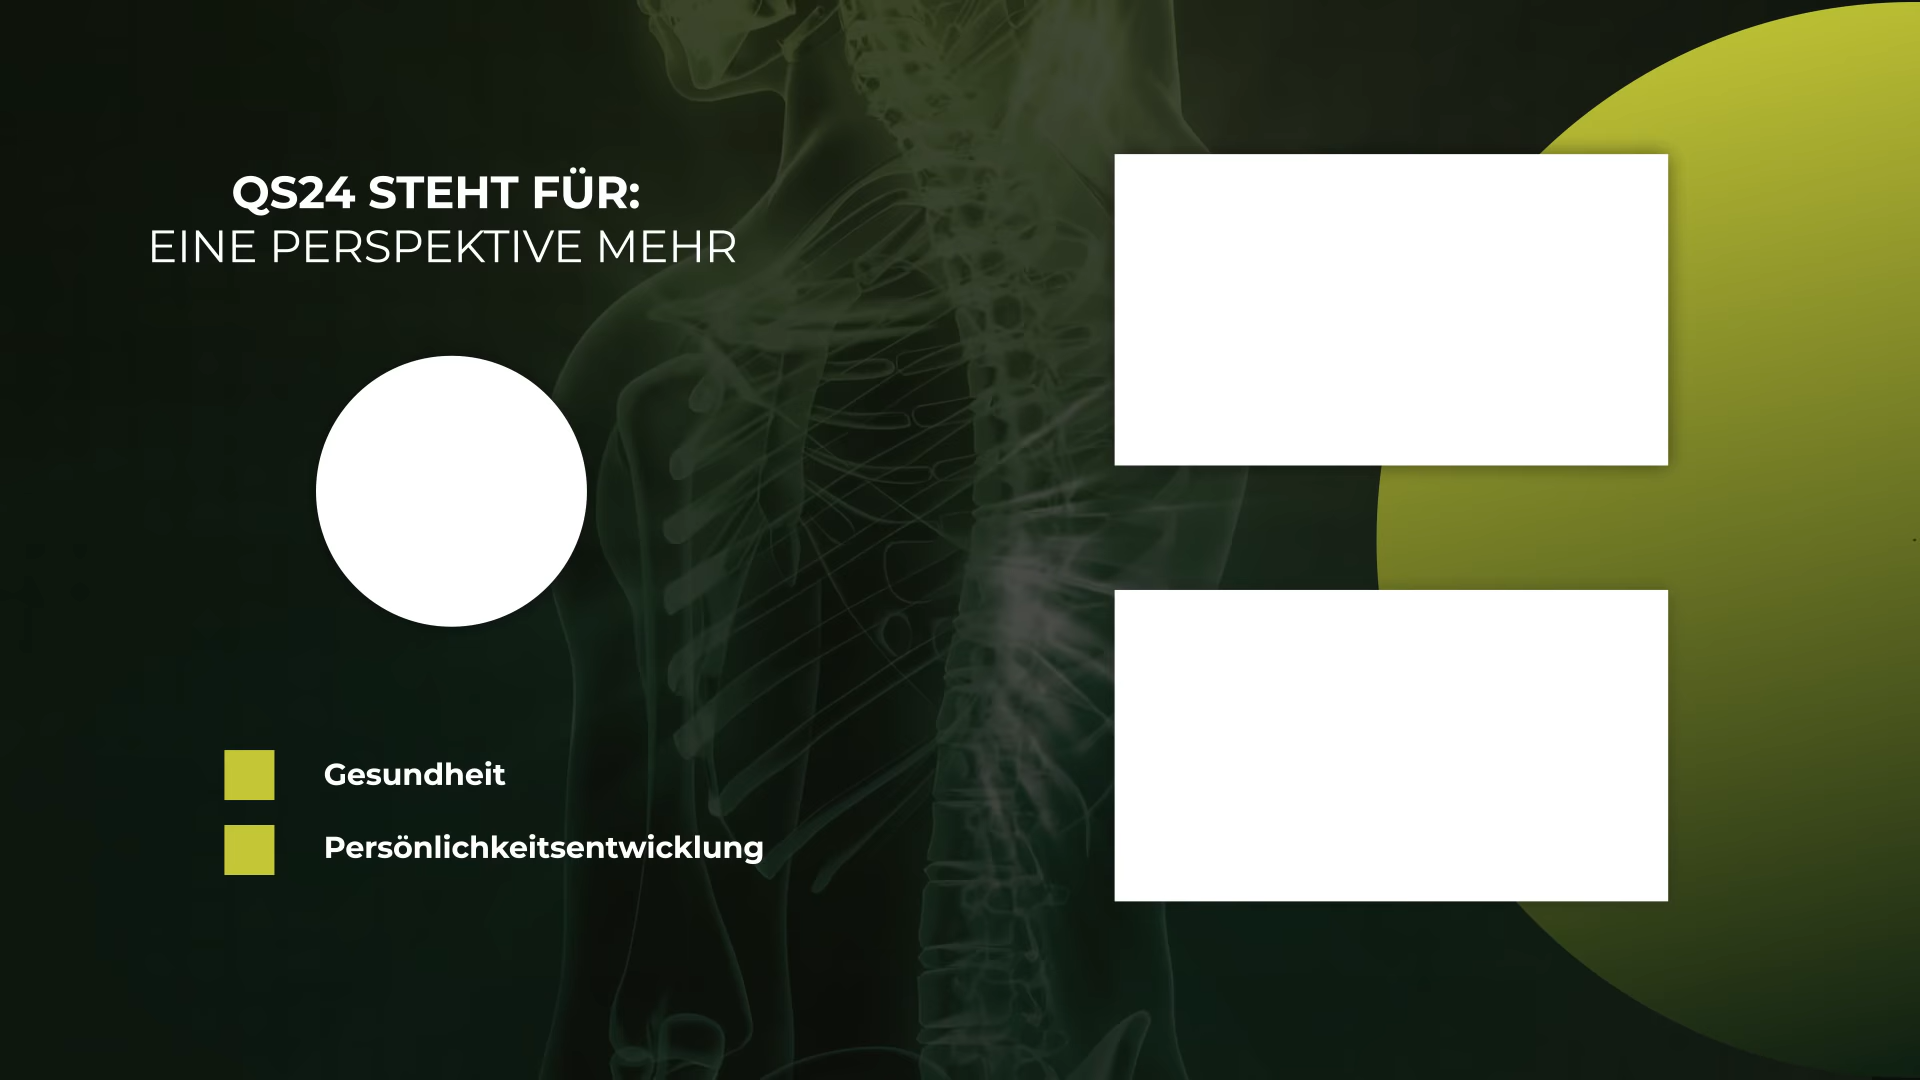 QS24 STEHT FÜR:
EINE PERSPEKTIVE MEHR
Gesundheit
Persönlichkeitsentwicklung